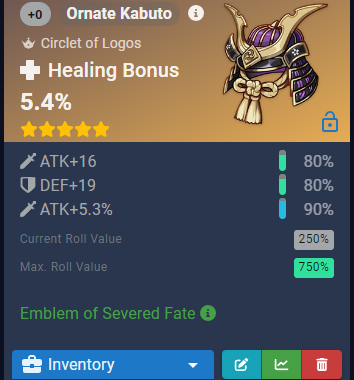 +0 Ornate Kabuto
Circlet of Logos
Healing Bonus
5.4%
ATK+16 80%
DEF+19 80%
ATK+5.3% 90%
Current Roll Value 250%
Max. Roll Value 750%
Emblem of Severed Fate
Inventory